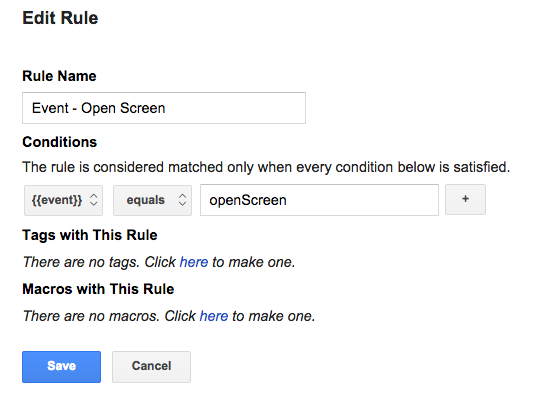 Edit Rule
Rule Name
Event - Open Screen
Conditions
The rule is considered matched only when every condition below is satisfied.
{{event}} equals openScreen +
Tags with This Rule
There are no tags. Click here to make one.
Macros with This Rule
There are no macros. Click here to make one.
Save Cancel